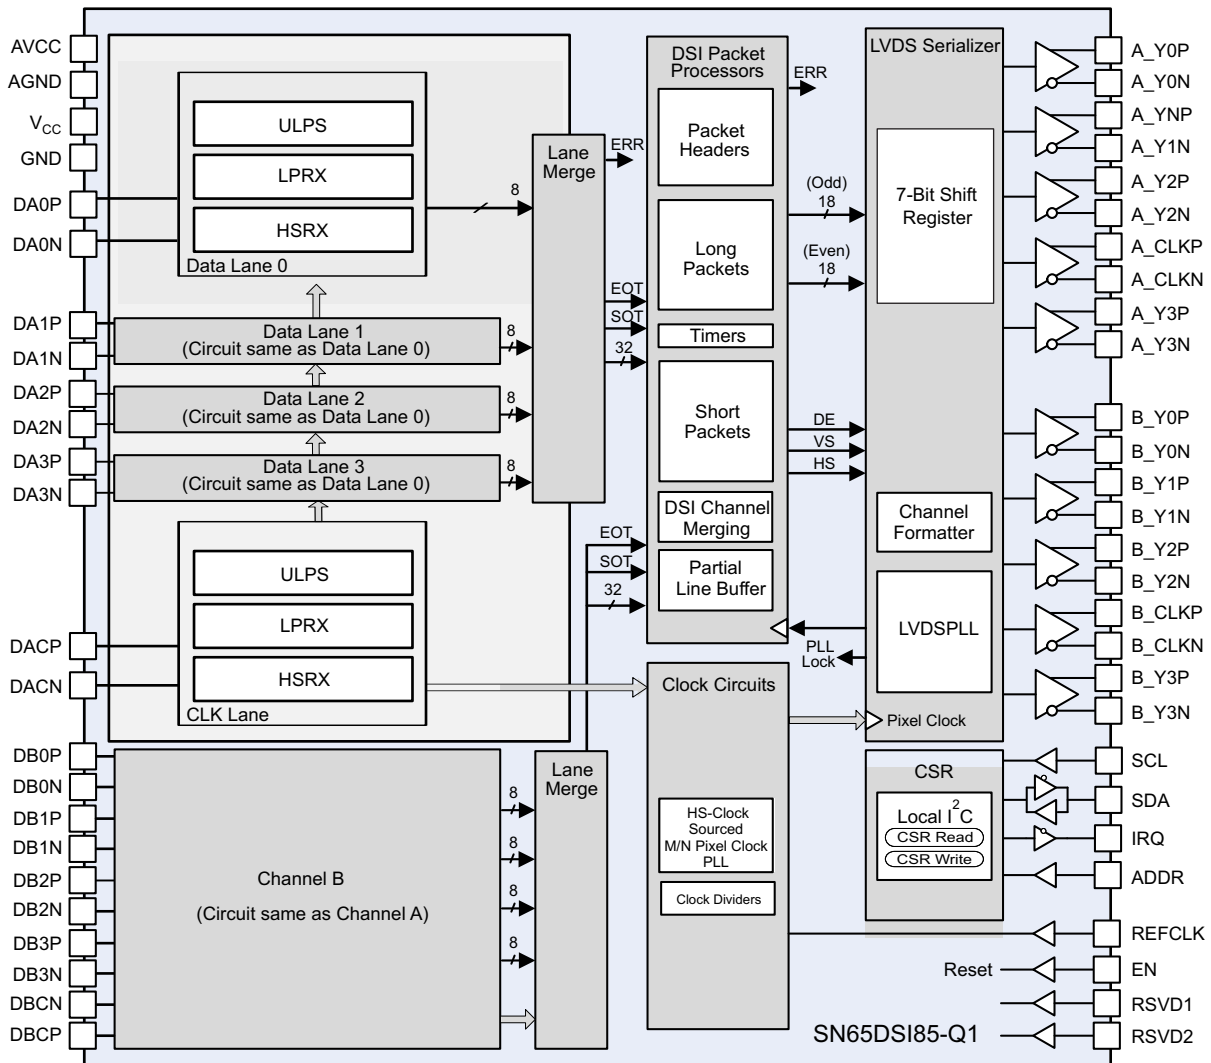 AVCC
AGND
VCC
GND
DA0P
DA0N
DA1P
DA1N
DA2P
DA2N
DA3P
DA3N
DACP
DACN
DB0P
DB0N
DB1P
DB1N
DB2P
DB2N
DB3P
DB3N
DBCN
DBCP
ULPS
LPRX
HSRX
Data Lane 0
8
Data Lane 1
(Circuit same as Data Lane 0)
8
Data Lane 2
(Circuit same as Data Lane 0)
8
Data Lane 3
(Circuit same as Data Lane 0)
8
ULPS
LPRX
HSRX
CLK Lane
Channel B
(Circuit same as Channel A)
8
8
8
8
Lane
Merge
ERR
EOT
SOT
32
Lane
Merge
EOT
SOT
32
DSI Packet
Processors
Packet
Headers
Long
Packets
Timers
Short
Packets
DSI Channel
Merging
Partial
Line Buffer
ERR
(Odd)
18
(Even)
18
DE
VS
HS
PLL
Lock
Clock Circuits
HS-Clock
Sourced
M/N Pixel Clock
PLL
Clock Dividers
LVDS Serializer
7-Bit Shift
Register
Channel
Formatter
LVDSPLL
Pixel Clock
CSR
Local I2C
CSR Read
CSR Write
Reset
SN65DSI85-Q1
A_Y0P
A_Y0N
A_YNP
A_Y1N
A_Y2P
A_Y2N
A_CLKP
A_CLKN
A_Y3P
A_Y3N
B_Y0P
B_Y0N
B_Y1P
B_Y1N
B_Y2P
B_Y2N
B_CLKP
B_CLKN
B_Y3P
B_Y3N
SCL
SDA
IRQ
ADDR
REFCLK
EN
RSVD1
RSVD2